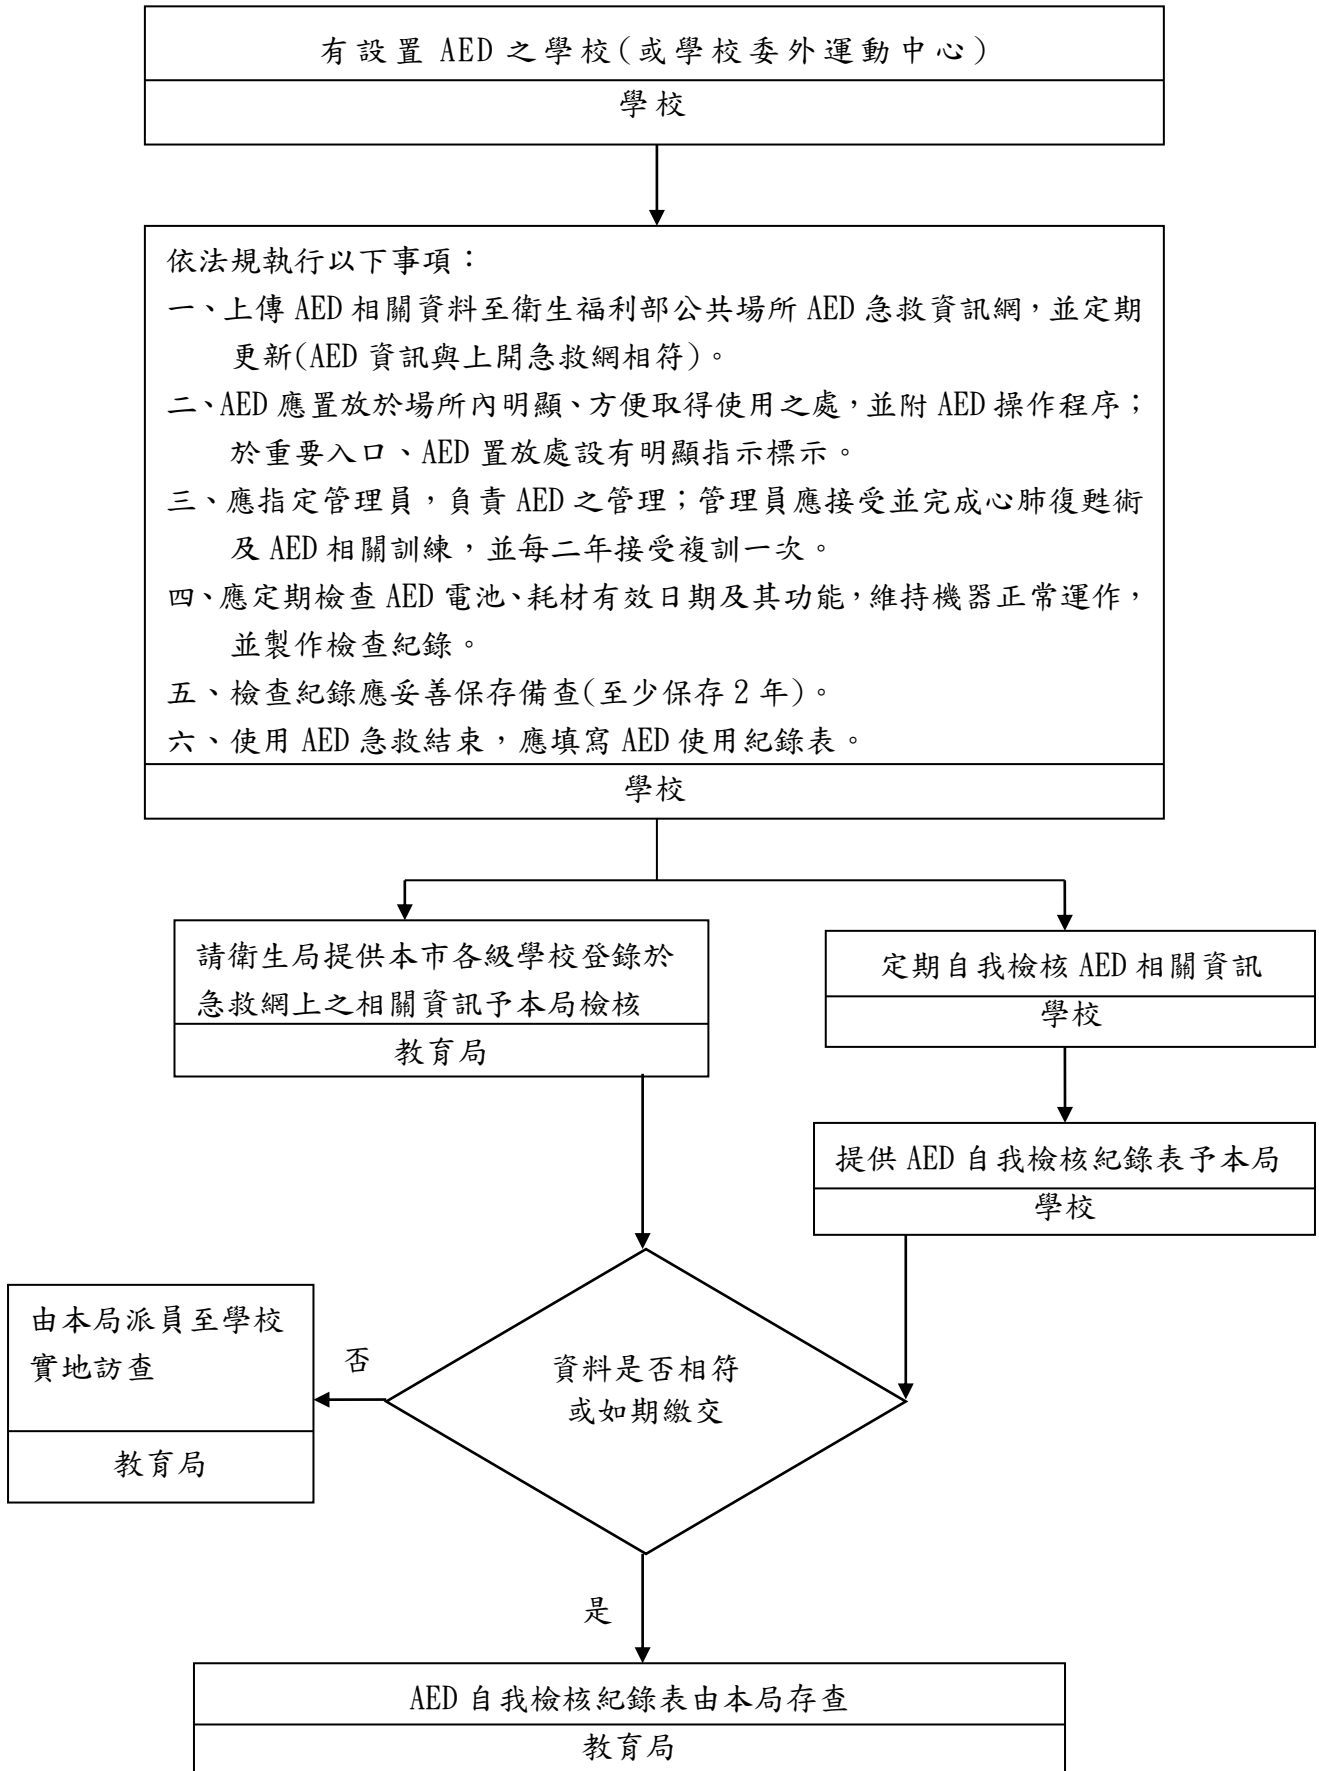 有設置 AED 之學校(或學校委外運動中心)
學校
依法規執行以下事項：
一、上傳 AED 相關資料至衛生福利部公共場所 AED 急救資訊網，並定期
更新(AED 資訊與上開急救網相符)。
二、AED 應置放於場所內明顯、方便取得使用之處，並附 AED 操作程序；
於重要入口、AED 置放處設有明顯指示標示。
三、應指定管理員，負責 AED 之管理；管理員應接受並完成心肺復甦術
及 AED 相關訓練，並每二年接受複訓一次。
四、應定期檢查 AED 電池、耗材有效日期及其功能，維持機器正常運作，
並製作檢查紀錄。
五、檢查紀錄應妥善保存備查(至少保存 2 年)。
六、使用 AED 急救結束，應填寫 AED 使用紀錄表。
學校
請衛生局提供本市各級學校登錄於
急救網上之相關資訊予本局檢核
教育局
定期自我檢核 AED 相關資訊
學校
提供 AED 自我檢核紀錄表予本局
學校
資料是否相符
或如期繳交
否
由本局派員至學校
實地訪查
教育局
是
AED 自我檢核紀錄表由本局存查
教育局